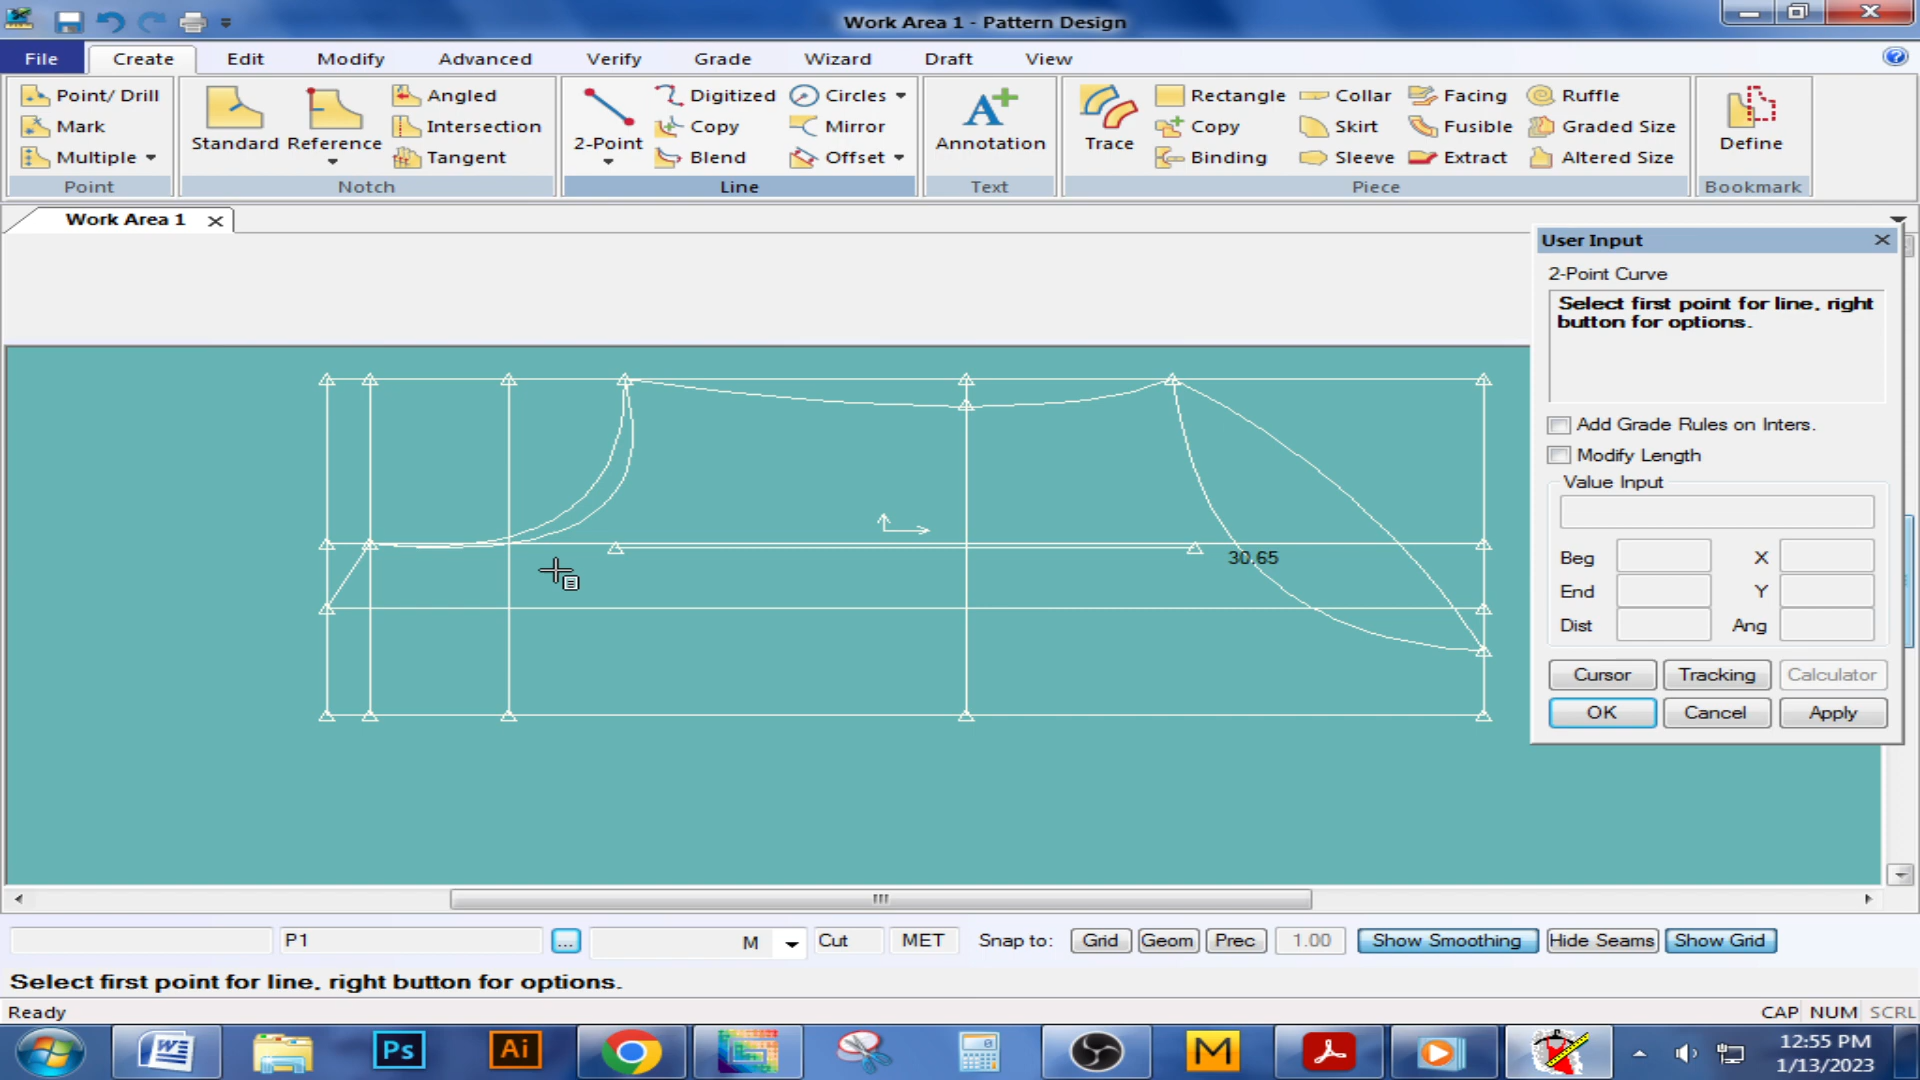 Work Area 1 - Pattern Design
File Create Edit Modify Advanced Verify Grade Wizard Draft View
Point/ Drill
Mark
Multiple
Point
Standard
Reference
Angled
Intersection
Tangent
Notch
2-Point
Digitized
Copy
Blend
Circles
Mirror
Offset
Line
Annotation
Text
Trace
Rectangle
Copy
Binding
Collar
Skirt
Sleeve
Facing
Fusible
Extract
Ruffle
Graded Size
Altered Size
Piece
Define
Bookmark
Work Area 1
User Input
2-Point Curve
Select first point for line, right
button for options.
Add Grade Rules on Inters.
Modify Length
Value Input
Beg X
End Y
Dist Ang
Cursor Tracking Calculator
OK Cancel Apply
30.65
P1 ... M Cut MET Snap to: Grid Geom Prec 1.00 Show Smoothing Hide Seams Show Grid
Select first point for line, right button for options.
Ready CAP NUM SCRL
Ps Ai M
12:55 PM
1/13/2023